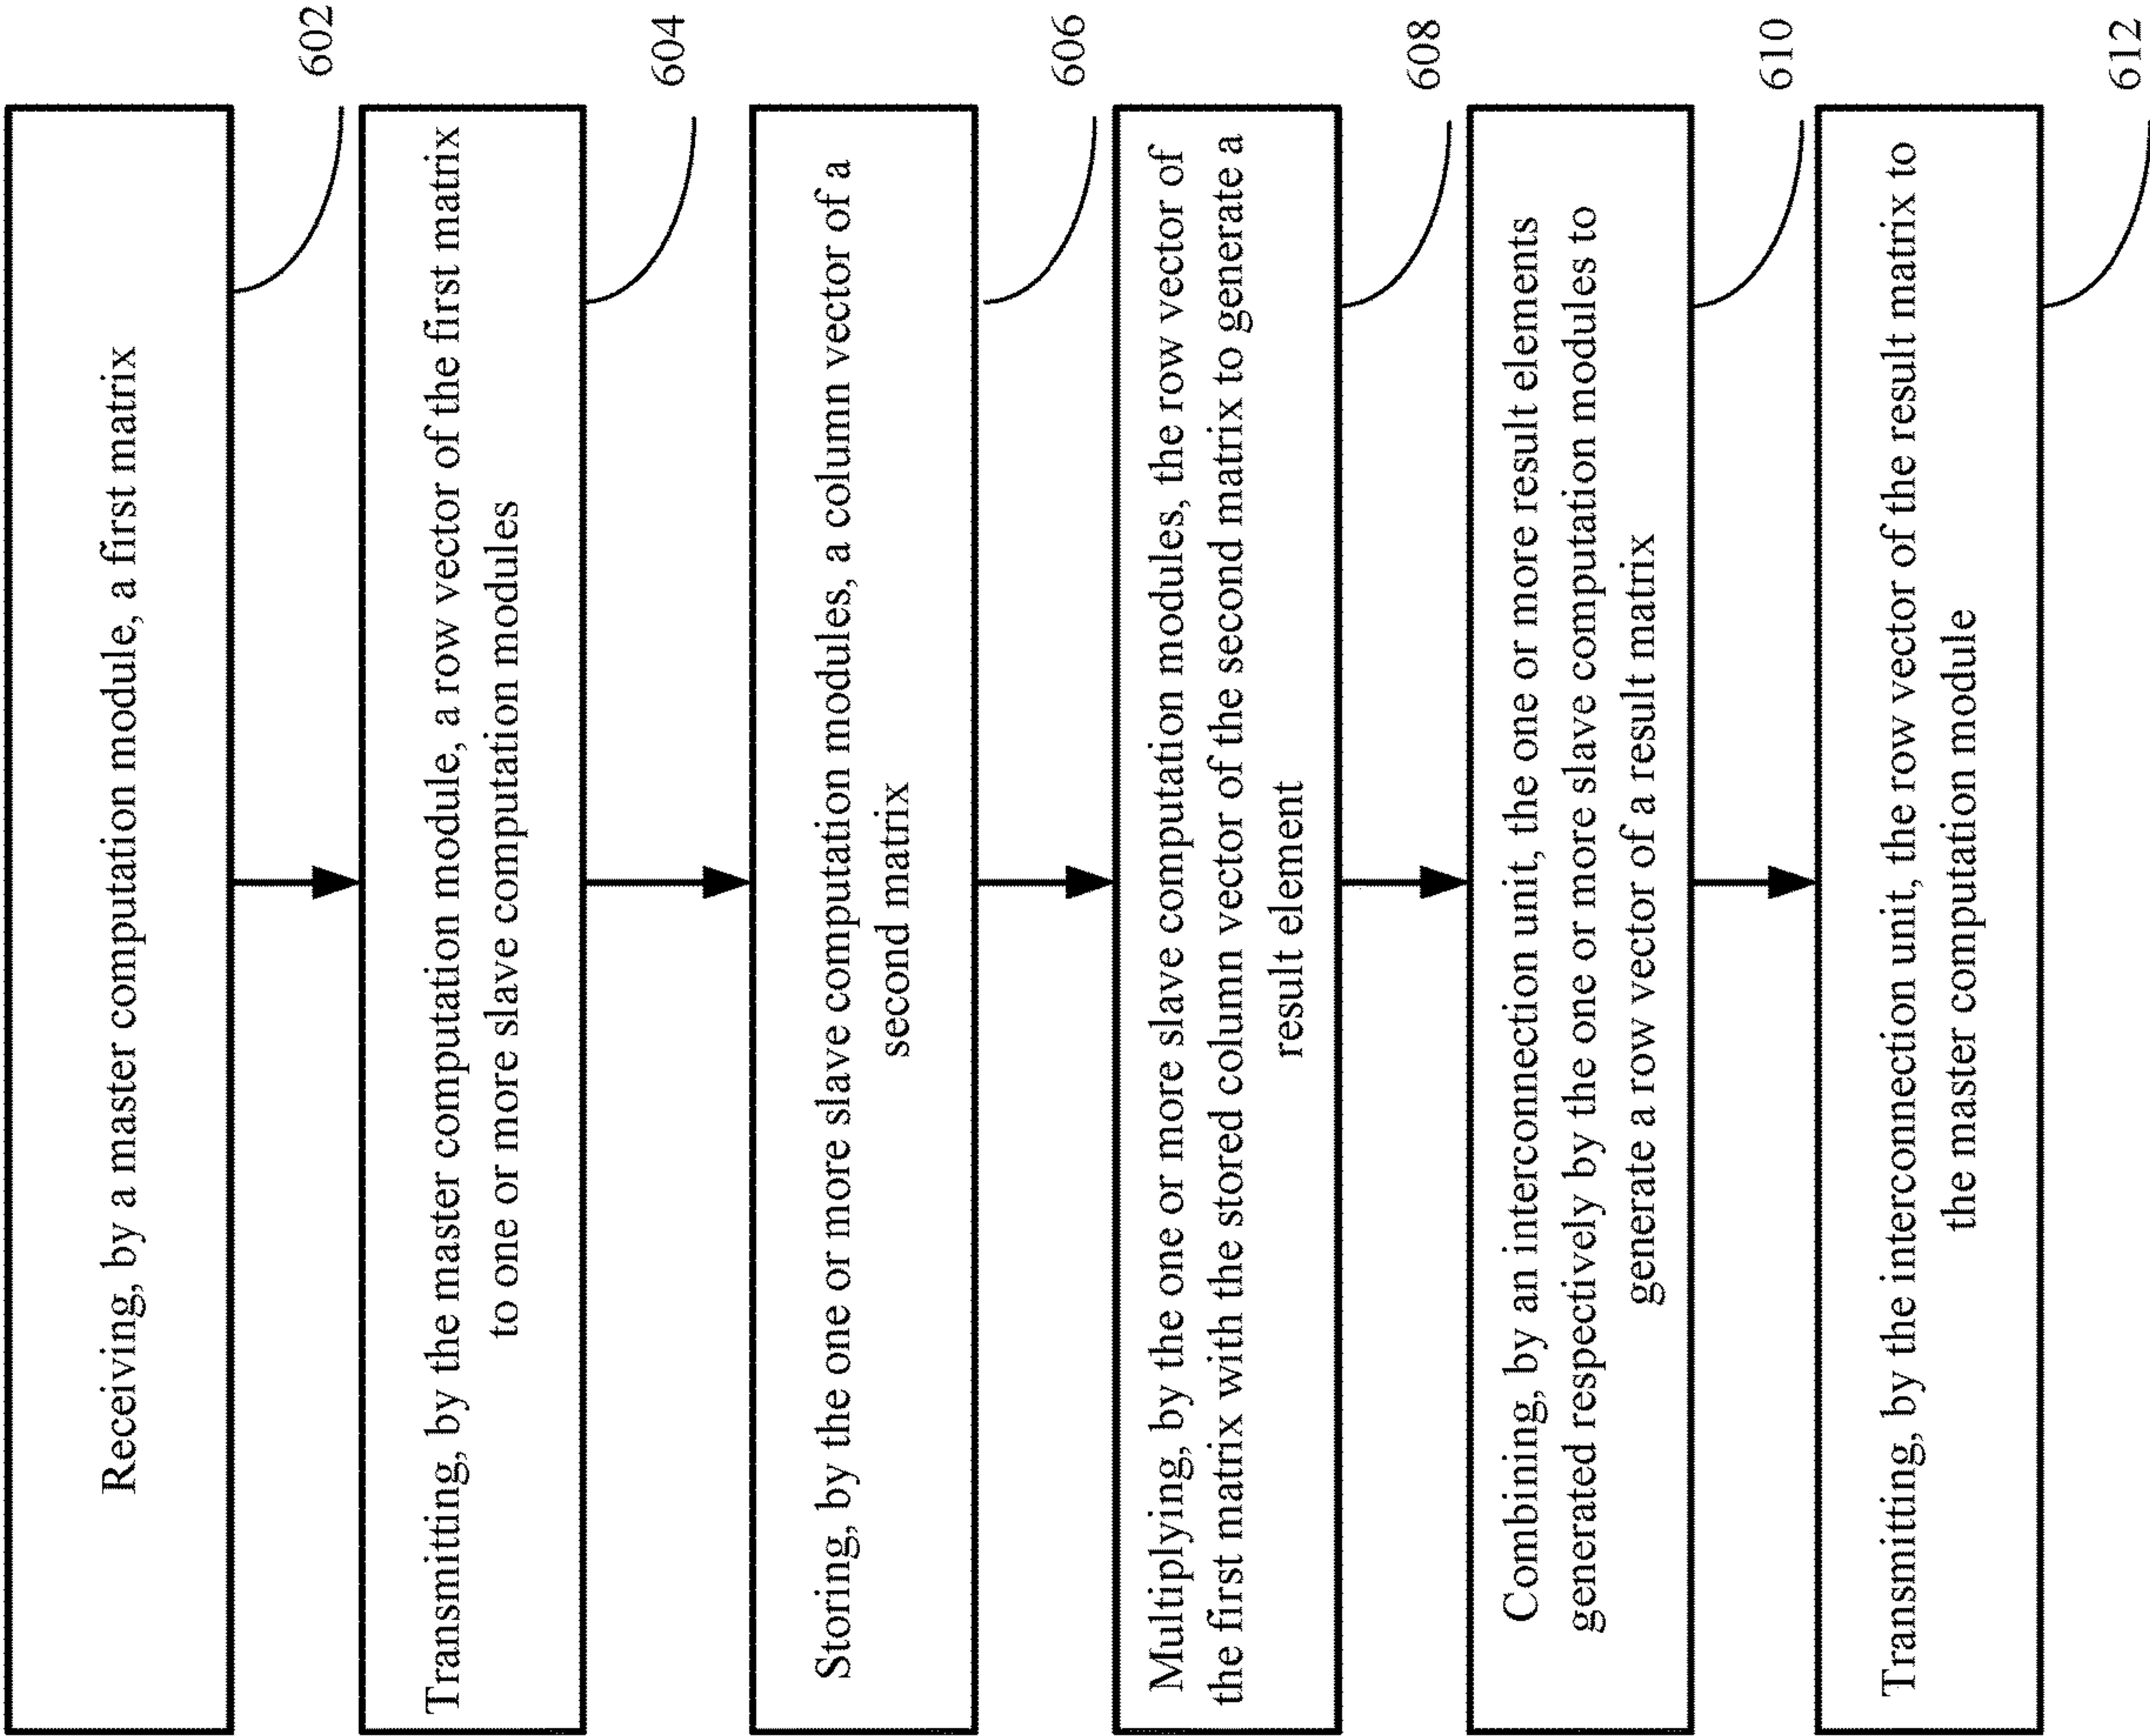 Receiving, by a master computation module, a first matrix
602
Transmitting, by the master computation module, a row vector of the first matrix
to one or more slave computation modules
604
Storing, by the one or more slave computation modules, a column vector of a
second matrix
606
Multiplying, by the one or more slave computation modules, the row vector of
the first matrix with the stored column vector of the second matrix to generate a
result element
608
Combining, by an interconnection unit, the one or more result elements
generated respectively by the one or more slave computation modules to
generate a row vector of a result matrix
610
Transmitting, by the interconnection unit, the row vector of the result matrix to
the master computation module
612